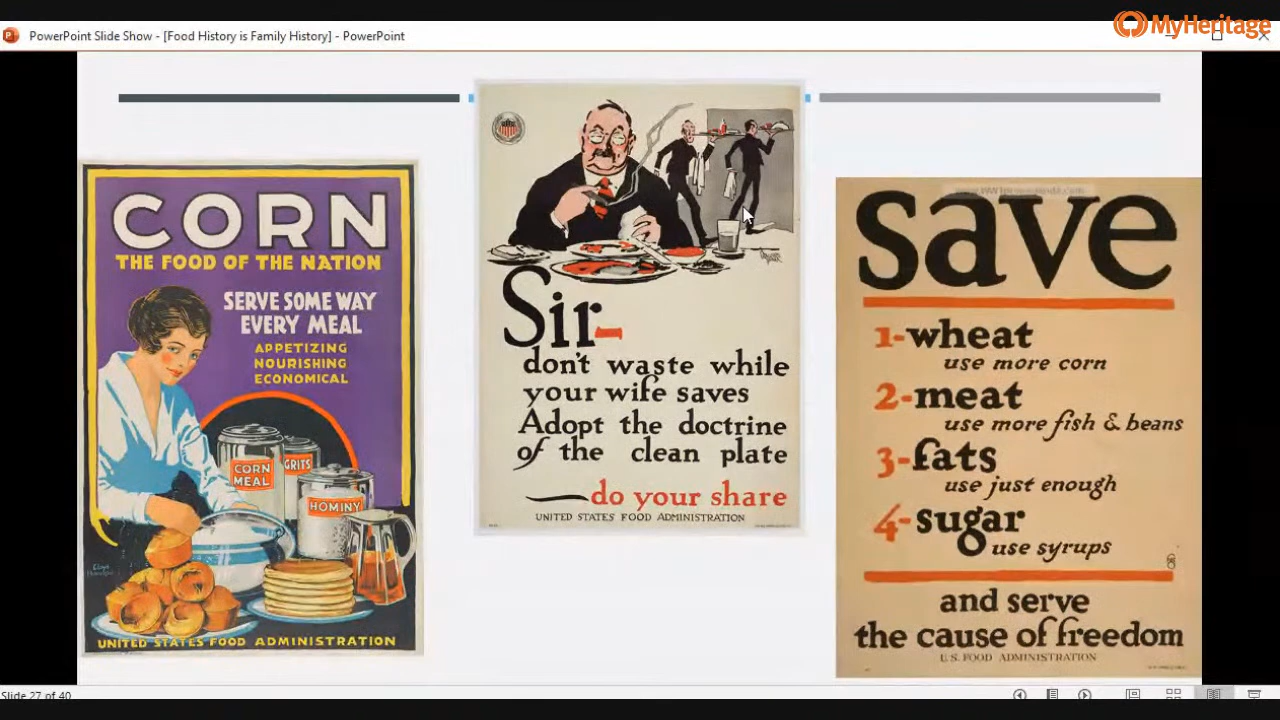 PowerPoint Slide Show - [Food History is Family History] - PowerPoint
MyHeritage
CORN
THE FOOD OF THE NATION
SERVE SOME WAY
EVERY MEAL
APPETIZING
NOURISHING
ECONOMICAL
CORN
MEAL
GRITS
HOMINY
UNITED STATES FOOD ADMINISTRATION
Sir-
don't waste while
your wife saves
Adopt the doctrine
of the clean plate
do your share
UNITED STATES FOOD ADMINISTRATION
save
1-wheat
use more corn
2-meat
use more fish & beans
3-fats
use just enough
4-sugar
use syrups
and serve
the cause of freedom
U.S. FOOD ADMINISTRATION
Slide 27 of 40